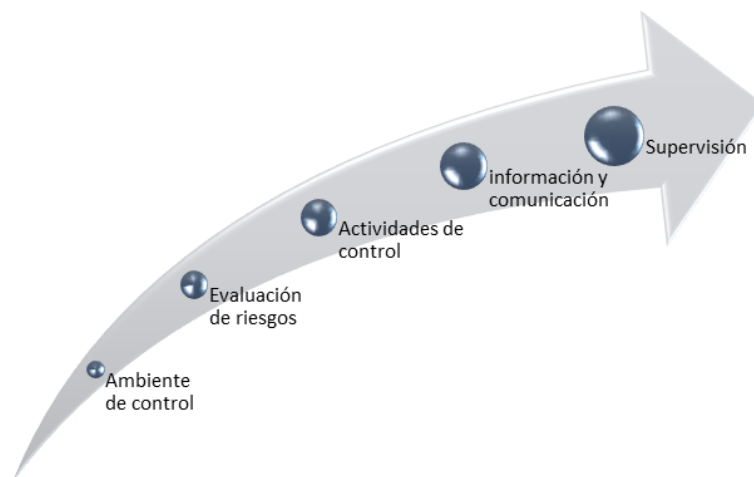 Supervisión
información y
comunicación
Actividades de
control
Evaluación
de riesgos
Ambiente
de control